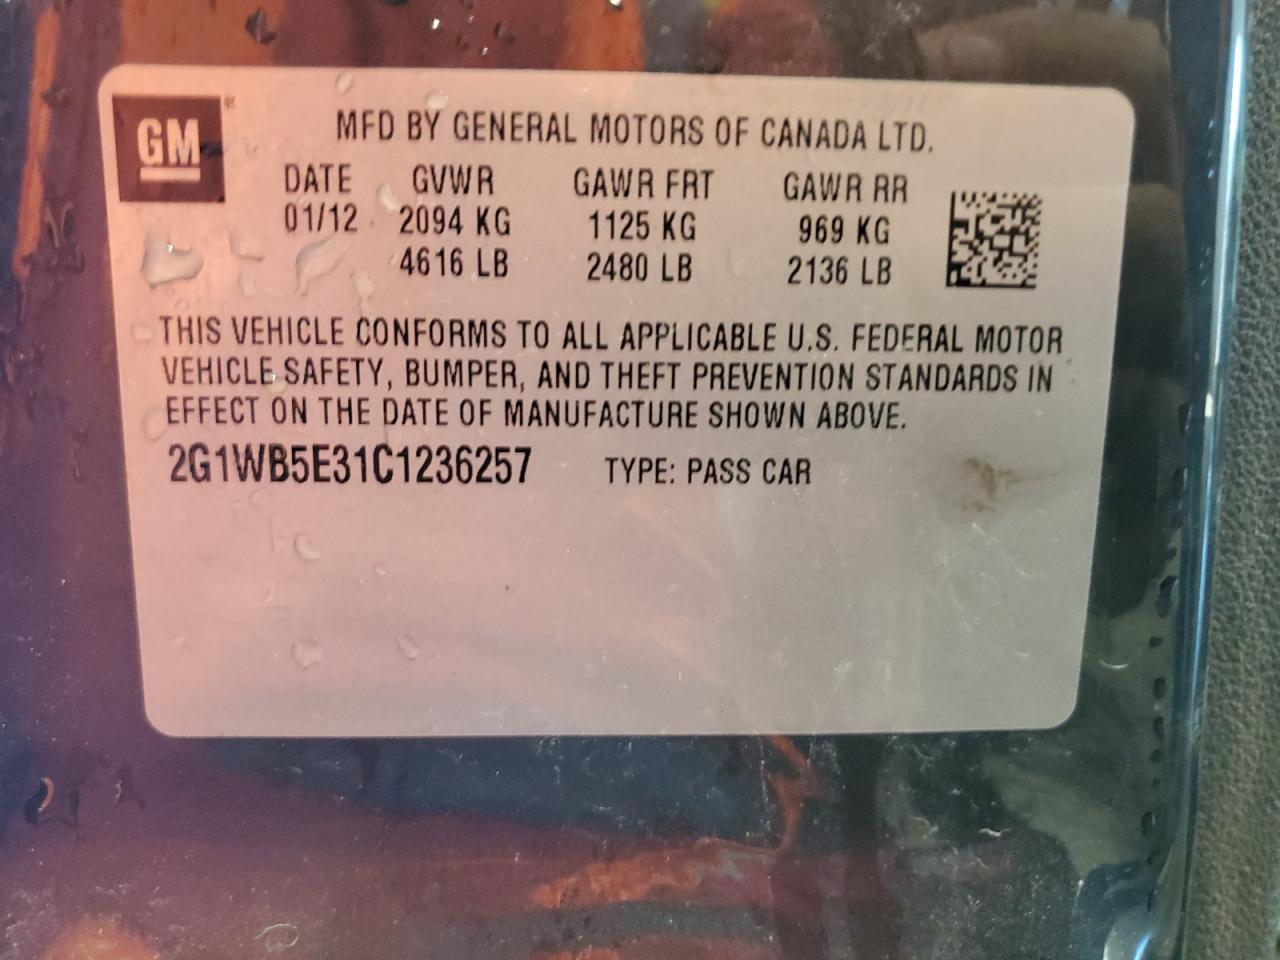 GM®
MFD BY GENERAL MOTORS OF CANADA LTD.
DATE GVWR GAWR FRT GAWR RR
01/12 2094 KG 1125 KG 969 KG
4616 LB 2480 LB 2136 LB
THIS VEHICLE CONFORMS TO ALL APPLICABLE U.S. FEDERAL MOTOR
VEHICLE SAFETY, BUMPER, AND THEFT PREVENTION STANDARDS IN
EFFECT ON THE DATE OF MANUFACTURE SHOWN ABOVE.
2G1WB5E31C1236257 TYPE: PASS CAR